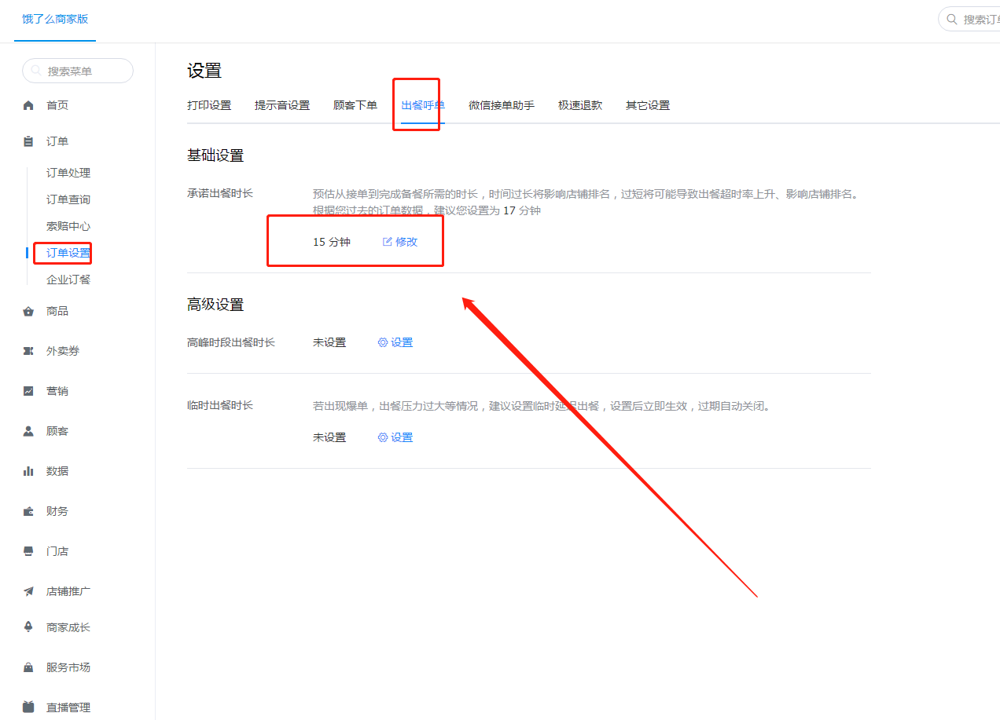 饿了么商家版
搜索订单
搜索菜单
首页
订单
订单处理
订单查询
索赔中心
订单设置
企业订餐
商品
外卖券
营销
顾客
数据
财务
门店
店铺推广
商家成长
服务市场
直播管理
设置
打印设置 提示音设置 顾客下单 出餐呼单 微信接单助手 极速退款 其它设置
基础设置
承诺出餐时长
预估从接单到完成备餐所需的时长，时间过长将影响店铺排名，过短将可能导致出餐超时率上升、影响店铺排名。
根据您过去的订单数据，建议您设置为 17 分钟
15 分钟 修改
高级设置
高峰时段出餐时长 未设置 设置
临时出餐时长
若出现爆单，出餐压力过大等情况，建议设置临时延迟出餐，设置后立即生效，过期自动关闭。
未设置 设置